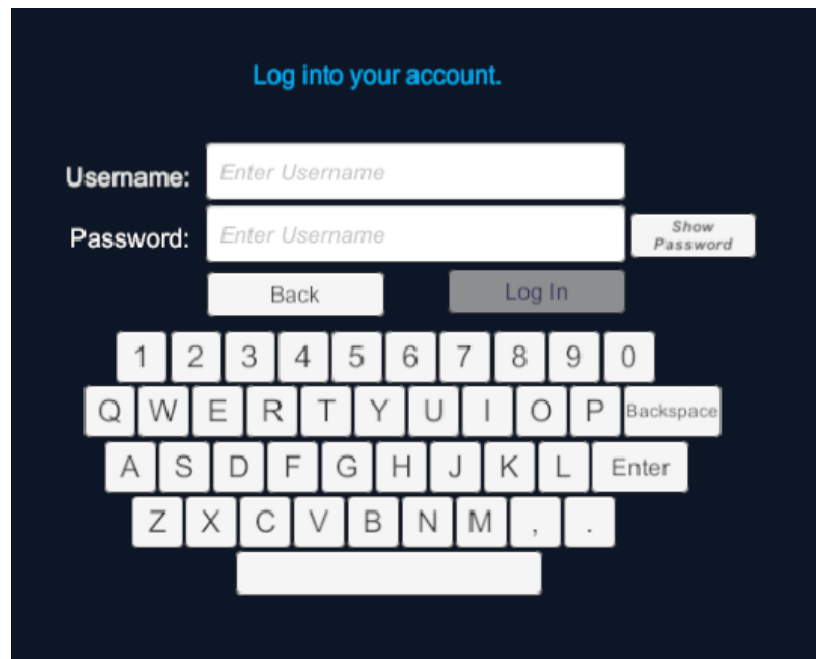 Log into your account.
Username: Enter Username
Password: Enter Username Show Password
Back Log In
1 2 3 4 5 6 7 8 9 0
Q W E R T Y U I O P Backspace
A S D F G H J K L Enter
Z X C V B N M , .